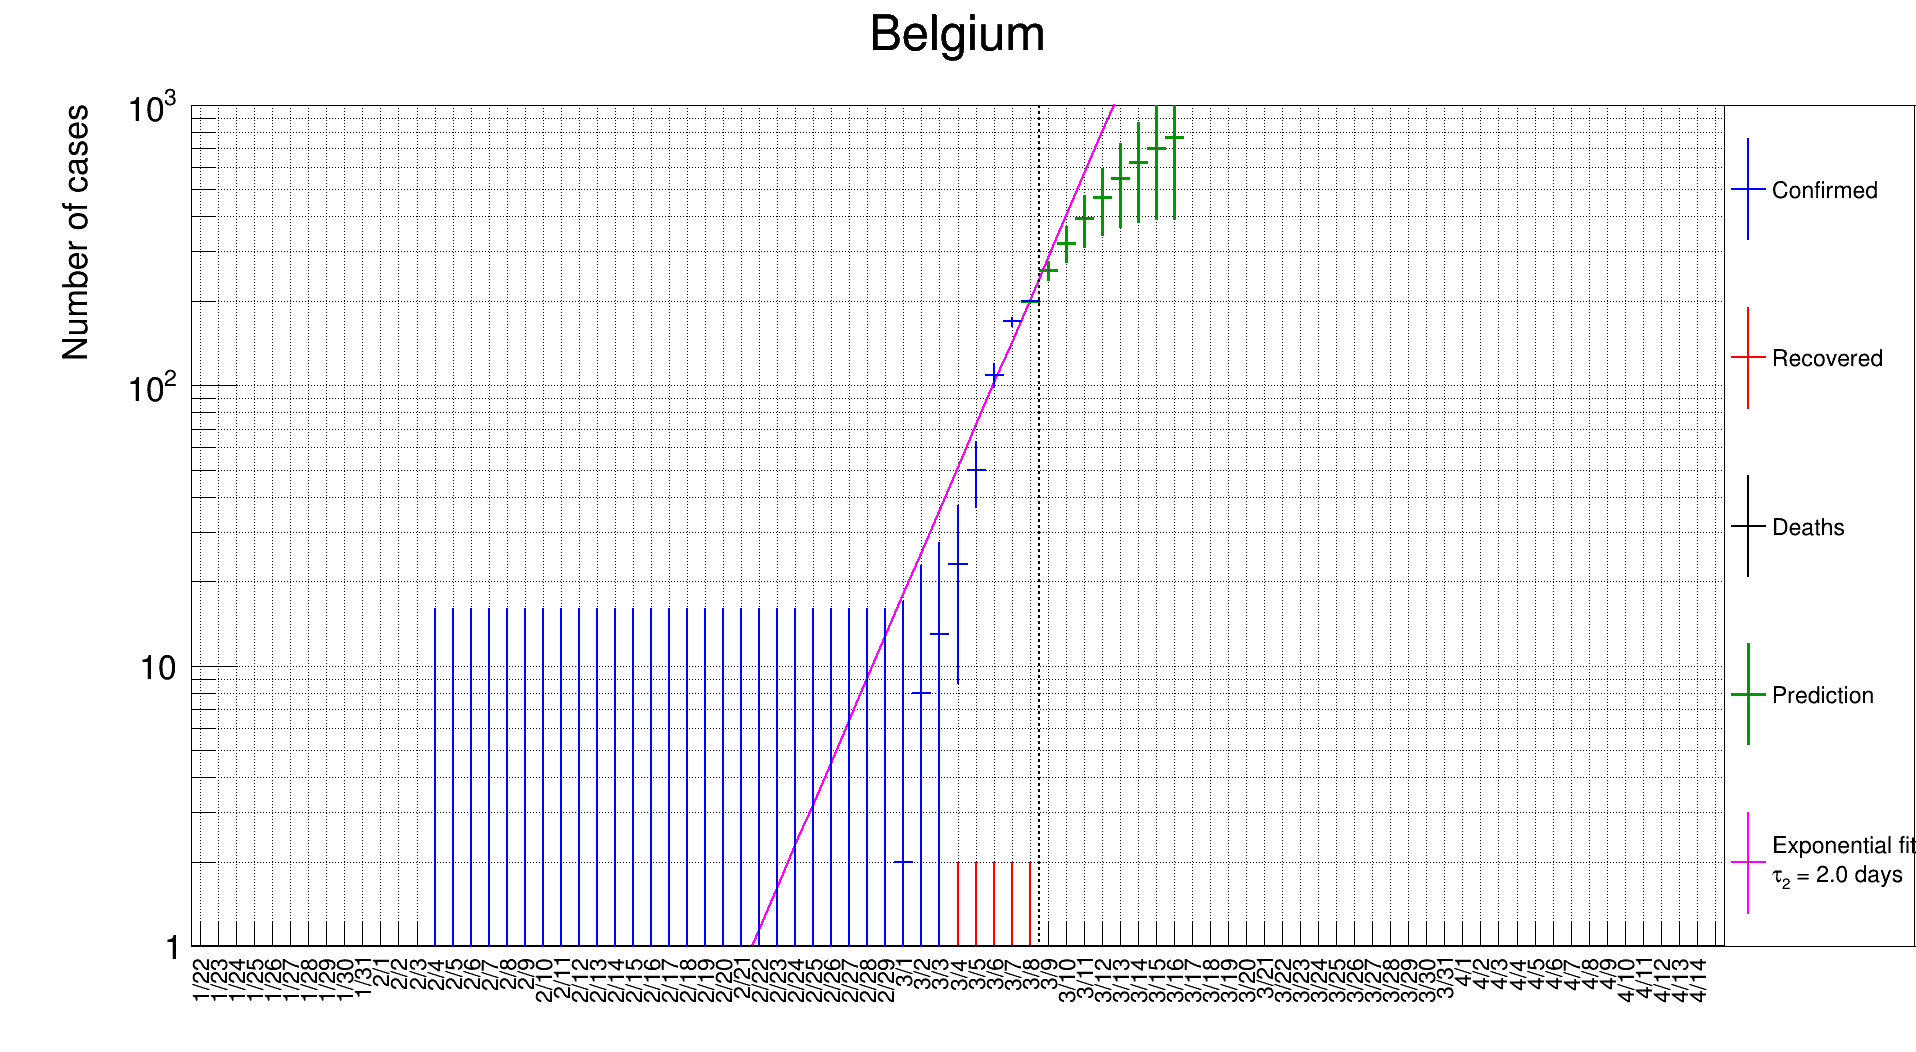 Belgium
Number of cases
10³
10²
10
1
1/22 1/23 1/24 1/25 1/26 1/27 1/28 1/29 1/30 1/31 2/1 2/2 2/3 2/4 2/5 2/6 2/7 2/8 2/9 2/10 2/11 2/12 2/13 2/14 2/15 2/16 2/17 2/18 2/19 2/20 2/21 2/22 2/23 2/24 2/25 2/26 2/27 2/28 2/29 3/1 3/2 3/3 3/4 3/5 3/6 3/7 3/8 3/9 3/10 3/11 3/12 3/13 3/14 3/15 3/16 3/17 3/18 3/19 3/20 3/21 3/22 3/23 3/24 3/25 3/26 3/27 3/28 3/29 3/30 3/31 4/1 4/2 4/3 4/4 4/5 4/6 4/7 4/8 4/9 4/10 4/11 4/12 4/13 4/14
Confirmed
Recovered
Deaths
Prediction
Exponential fit
τ₂ = 2.0 days